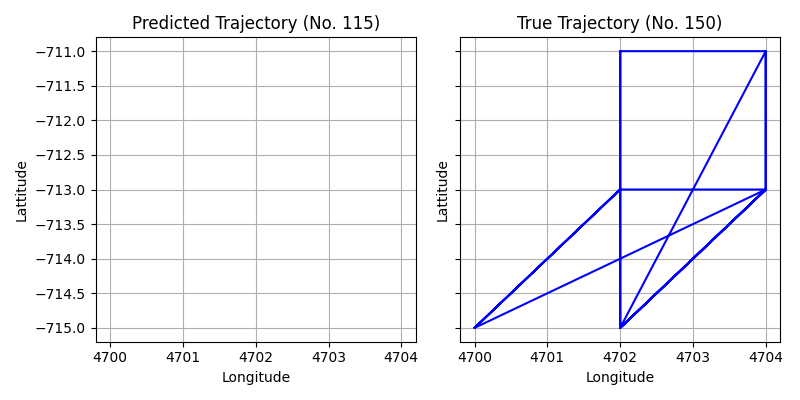 Predicted Trajectory (No. 115)
True Trajectory (No. 150)
Lattitude
−711.0
−711.5
−712.0
−712.5
−713.0
−713.5
−714.0
−714.5
−715.0
4700 4701 4702 4703 4704
Longitude
Lattitude
4700 4701 4702 4703 4704
Longitude